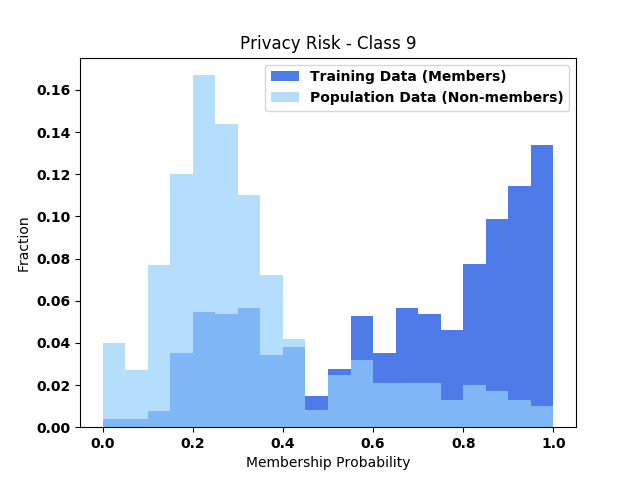 Privacy Risk - Class 9
Training Data (Members)
Population Data (Non-members)
Fraction
0.16
0.14
0.12
0.10
0.08
0.06
0.04
0.02
0.00
0.0 0.2 0.4 0.6 0.8 1.0
Membership Probability